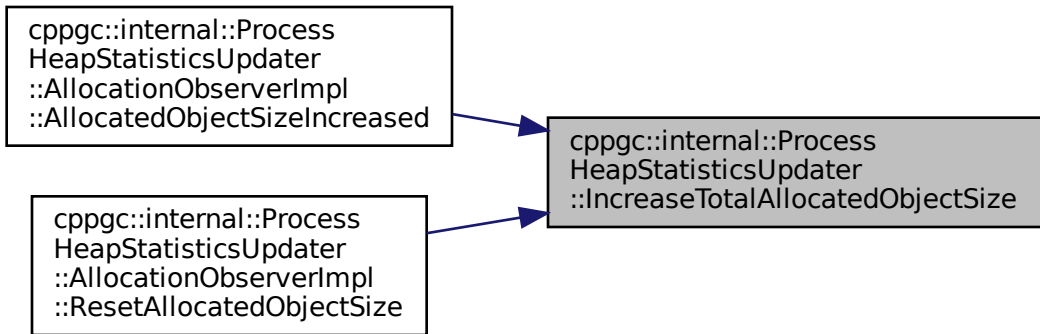 cppgc::internal::Process
HeapStatisticsUpdater
::AllocationObserverImpl
::AllocatedObjectSizeIncreased
cppgc::internal::Process
HeapStatisticsUpdater
::IncreaseTotalAllocatedObjectSize
cppgc::internal::Process
HeapStatisticsUpdater
::AllocationObserverImpl
::ResetAllocatedObjectSize